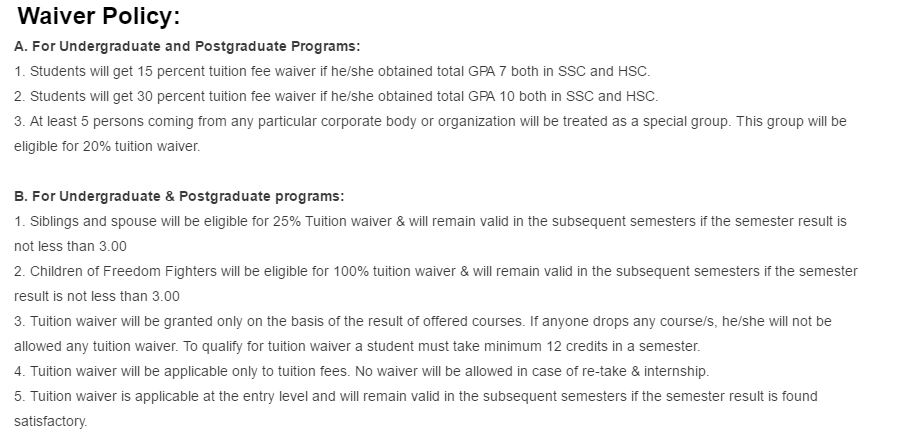 Waiver Policy:
A. For Undergraduate and Postgraduate Programs:
1. Students will get 15 percent tuition fee waiver if he/she obtained total GPA 7 both in SSC and HSC.
2. Students will get 30 percent tuition fee waiver if he/she obtained total GPA 10 both in SSC and HSC.
3. At least 5 persons coming from any particular corporate body or organization will be treated as a special group. This group will be
eligible for 20% tuition waiver.
B. For Undergraduate & Postgraduate programs:
1. Siblings and spouse will be eligible for 25% Tuition waiver & will remain valid in the subsequent semesters if the semester result is
not less than 3.00
2. Children of Freedom Fighters will be eligible for 100% tuition waiver & will remain valid in the subsequent semesters if the semester
result is not less than 3.00
3. Tuition waiver will be granted only on the basis of the result of offered courses. If anyone drops any course/s, he/she will not be
allowed any tuition waiver. To qualify for tuition waiver a student must take minimum 12 credits in a semester.
4. Tuition waiver will be applicable only to tuition fees. No waiver will be allowed in case of re-take & internship.
5. Tuition waiver is applicable at the entry level and will remain valid in the subsequent semesters if the semester result is found
satisfactory.